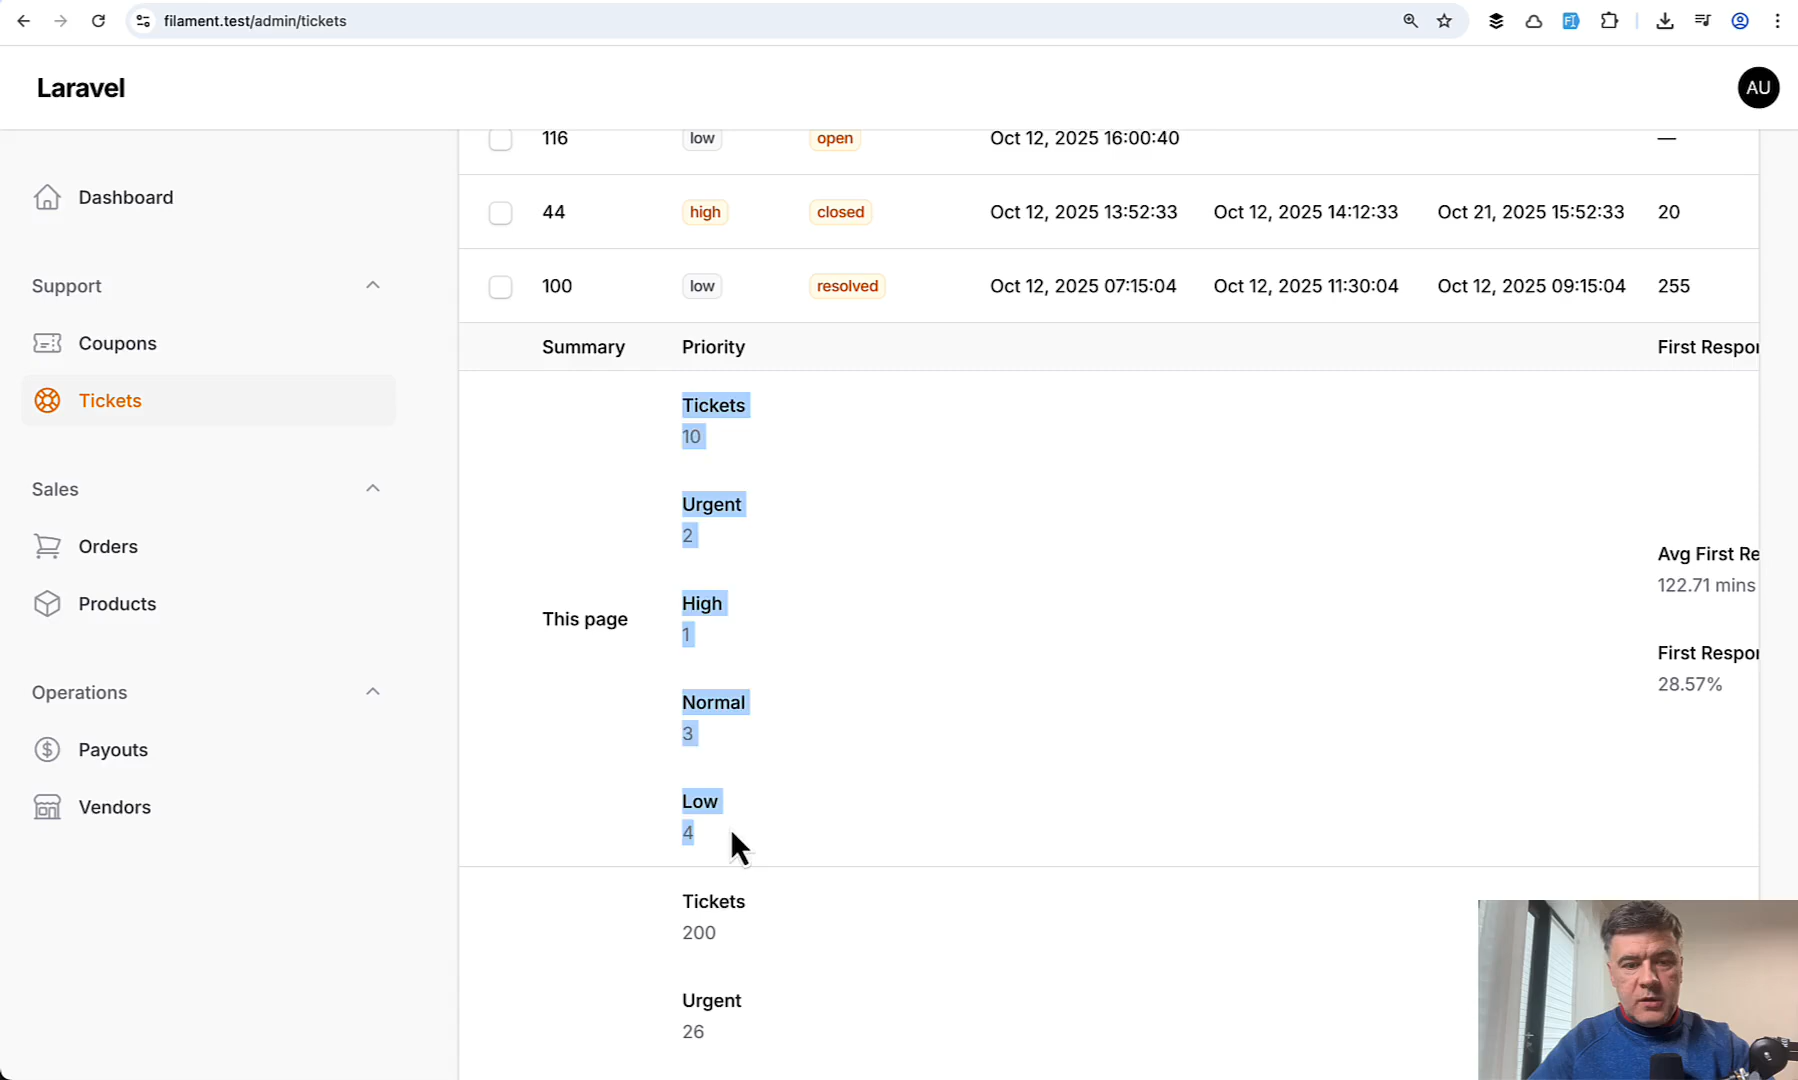 filament.test/admin/tickets
Laravel
AU
Dashboard
Support
Coupons
Tickets
Sales
Orders
Products
Operations
Payouts
Vendors
116 low open Oct 12, 2025 16:00:40 —
44 high closed Oct 12, 2025 13:52:33 Oct 12, 2025 14:12:33 Oct 21, 2025 15:52:33 20
100 low resolved Oct 12, 2025 07:15:04 Oct 12, 2025 11:30:04 Oct 12, 2025 09:15:04 255
Summary Priority First Respon
This page
Tickets
10
Urgent
2
High
1
Normal
3
Low
4
Avg First Re
122.71 mins
First Respon
28.57%
Tickets
200
Urgent
26